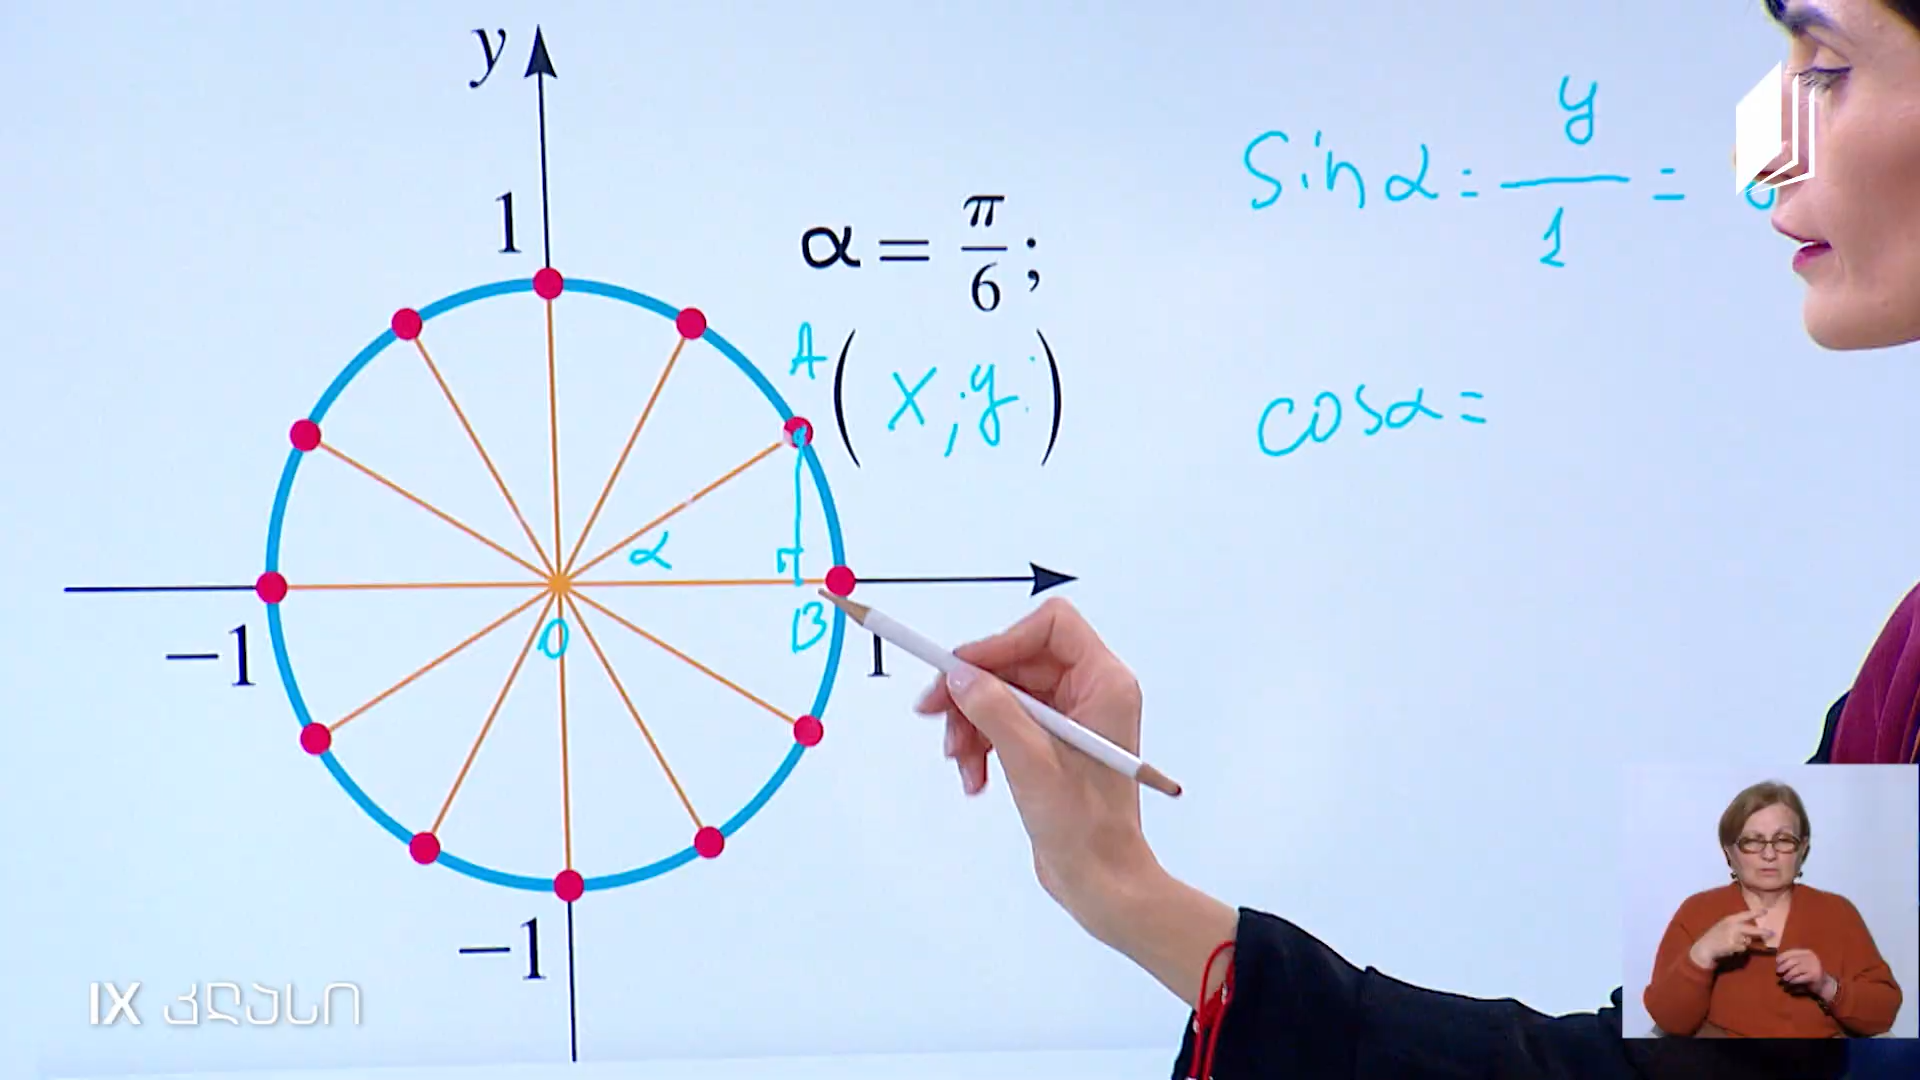 y
1
α = π/6;
A (x, y)
Sin α = y/1 =
cos α =
α
O
B
−1
1
−1
IX ᲙᲚᲐᲡᲘ